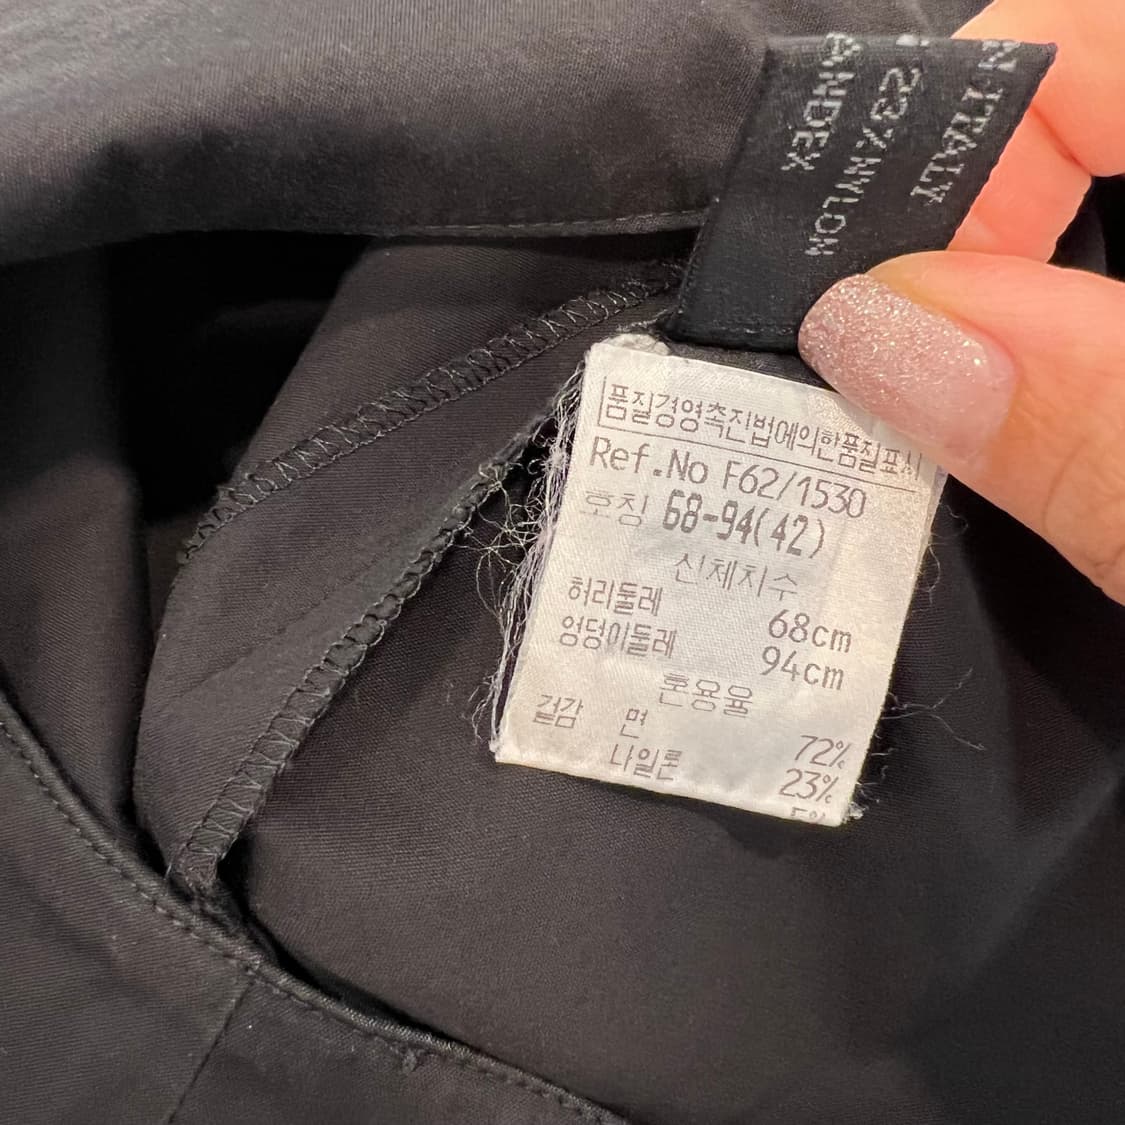 N ITALY
23%NYLON
ANDEX
품질경영촉진법에의한품질표시
Ref.No F62/1530
호칭 68-94(42)
신체치수
허리둘레 68cm
엉덩이둘레 94cm
혼용율
겉감 면 72%
나일론 23%
5%